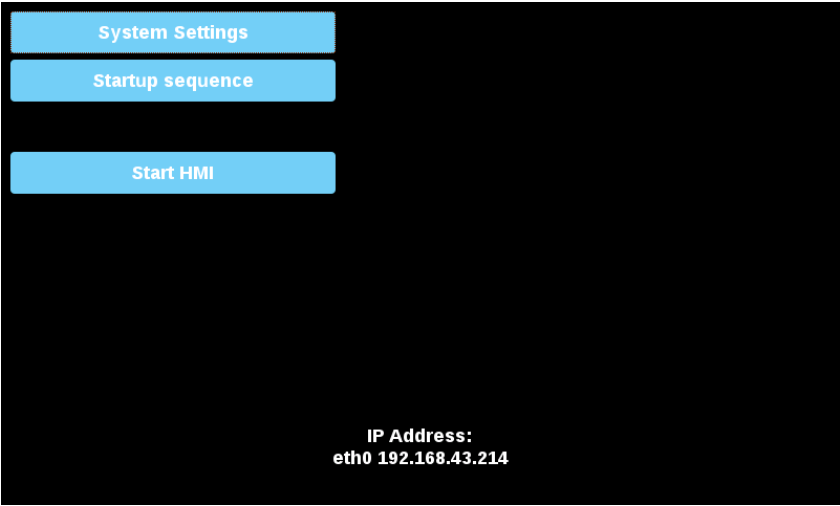 System Settings
Startup sequence
Start HMI
IP Address:
eth0 192.168.43.214